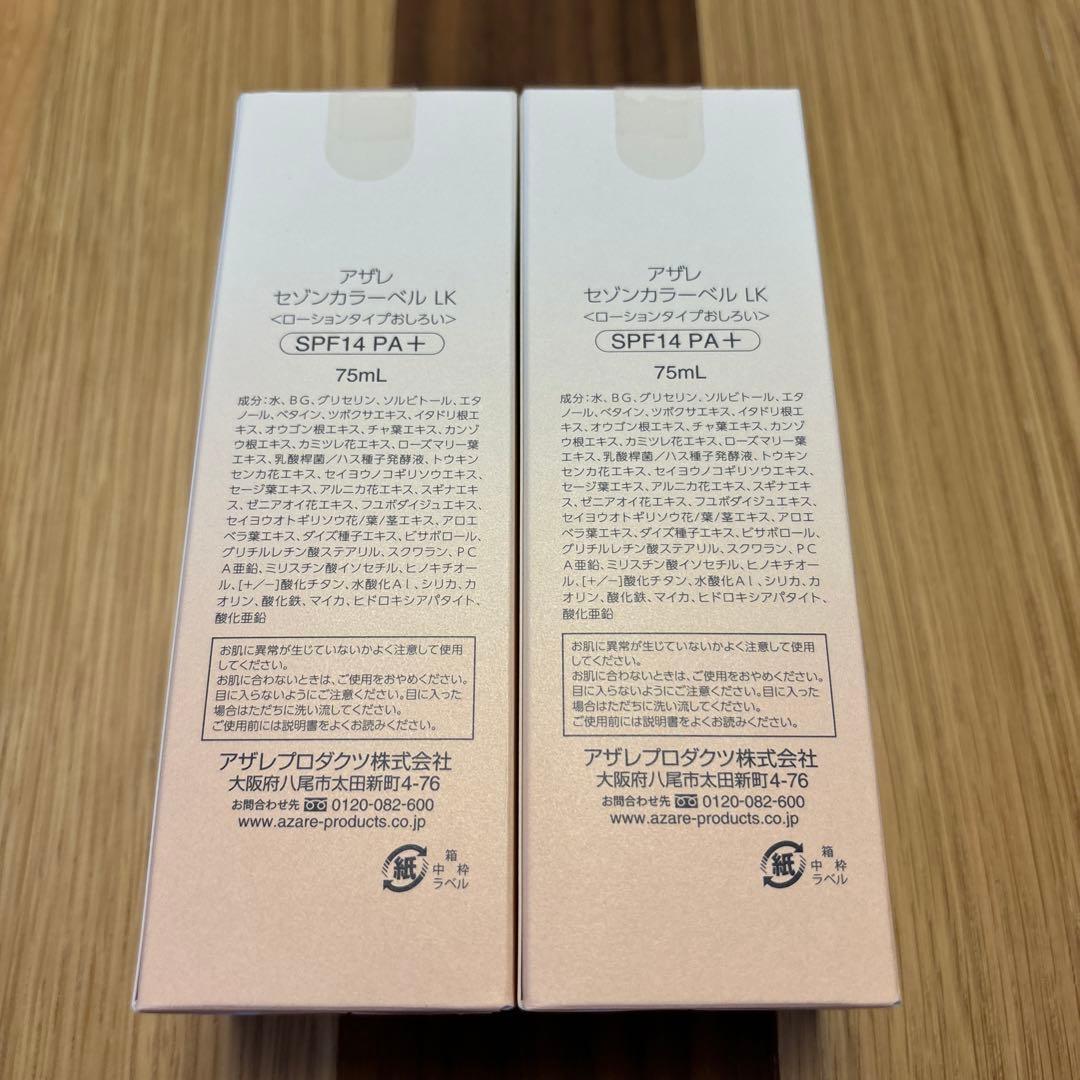 アザレ
セゾンカラーベル LK
<ローションタイプおしろい>
SPF14 PA+
75mL
成分:水、BG、グリセリン、ソルビトール、エタ
ノール、ベタイン、ツボクサエキス、イタドリ根エ
キス、オウゴン根エキス、チャ葉エキス、カンゾ
ウ根エキス、カミツレ花エキス、ローズマリー葉
エキス、乳酸桿菌/ハス種子発酵液、トウキン
センカ花エキス、セイヨウノコギリソウエキス、
セージ葉エキス、アルニカ花エキス、スギナエキ
ス、ゼニアオイ花エキス、フユボダイジュエキス、
セイヨウオトギリソウ花/葉/茎エキス、アロエ
ベラ葉エキス、ダイズ種子エキス、ビサボロール、
グリチルレチン酸ステアリル、スクワラン、PC
A亜鉛、ミリスチン酸イソセチル、ヒノキチオー
ル、[+/−]酸化チタン、水酸化Al、シリカ、カ
オリン、酸化鉄、マイカ、ヒドロキシアパタイト、
酸化亜鉛
お肌に異常が生じていないかよく注意して使用
してください。
お肌に合わないときは、ご使用をおやめください。
目に入らないようにご注意ください。目に入った
場合はただちに洗い流してください。
ご使用前には説明書をよくお読みください。
アザレプロダクツ株式会社
大阪府八尾市太田新町4-76
お問合わせ先 0120-082-600
www.azare-products.co.jp
紙
箱
中 枠
ラベル
アザレ
セゾンカラーベル LK
<ローションタイプおしろい>
SPF14 PA+
75mL
成分:水、BG、グリセリン、ソルビトール、エタ
ノール、ベタイン、ツボクサエキス、イタドリ根エ
キス、オウゴン根エキス、チャ葉エキス、カンゾ
ウ根エキス、カミツレ花エキス、ローズマリー葉
エキス、乳酸桿菌/ハス種子発酵液、トウキン
センカ花エキス、セイヨウノコギリソウエキス、
セージ葉エキス、アルニカ花エキス、スギナエキ
ス、ゼニアオイ花エキス、フユボダイジュエキス、
セイヨウオトギリソウ花/葉/茎エキス、アロエ
ベラ葉エキス、ダイズ種子エキス、ビサボロール、
グリチルレチン酸ステアリル、スクワラン、PC
A亜鉛、ミリスチン酸イソセチル、ヒノキチオー
ル、[+/−]酸化チタン、水酸化Al、シリカ、カ
オリン、酸化鉄、マイカ、ヒドロキシアパタイト、
酸化亜鉛
お肌に異常が生じていないかよく注意して使用
してください。
お肌に合わないときは、ご使用をおやめください。
目に入らないようにご注意ください。目に入った
場合はただちに洗い流してください。
ご使用前には説明書をよくお読みください。
アザレプロダクツ株式会社
大阪府八尾市太田新町4-76
お問合わせ先 0120-082-600
www.azare-products.co.jp
紙
箱
中 枠
ラベル